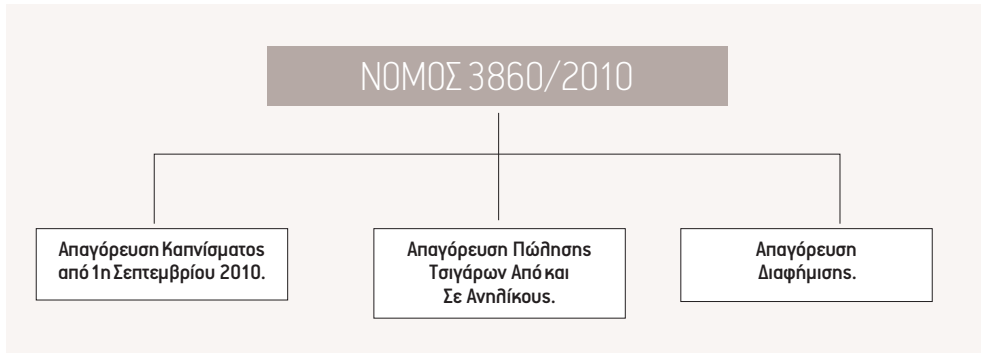 ΝΟΜΟΣ 3860/2010
Απαγόρευση Καπνίσματος
από 1η Σεπτεμβρίου 2010.
Απαγόρευση Πώλησης
Τσιγάρων Από και
Σε Ανηλίκους.
Απαγόρευση
Διαφήμισης.